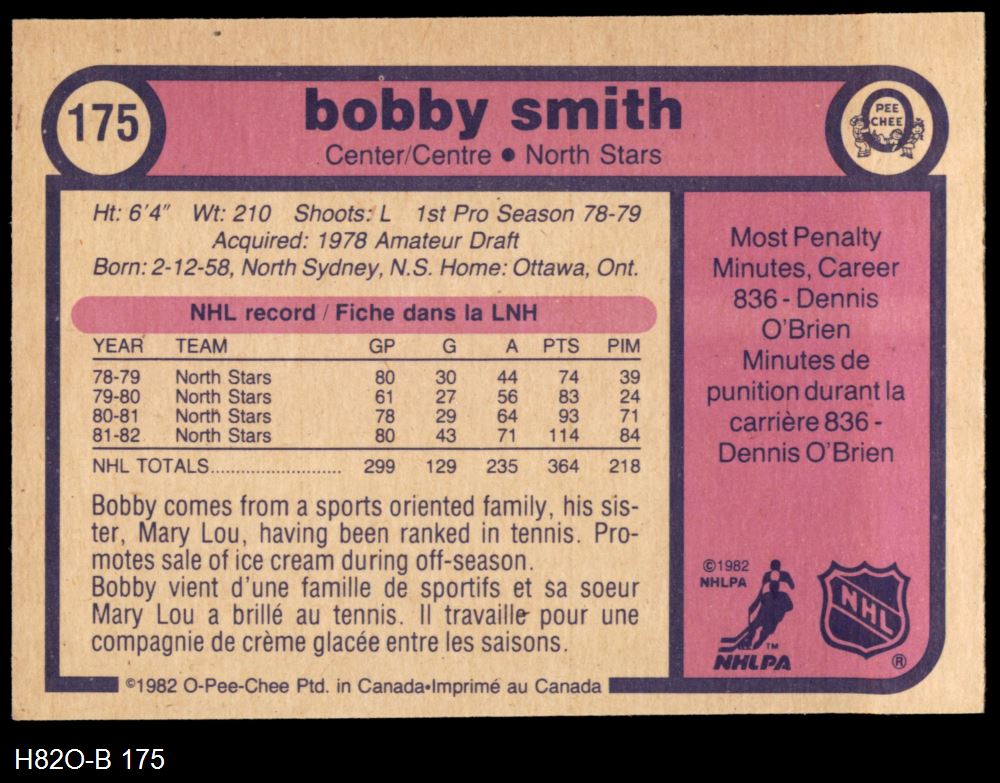 175
bobby smith
PEE
CHEE
Center/Centre ● North Stars
Ht: 6'4" Wt: 210 Shoots: L 1st Pro Season 78-79
Acquired: 1978 Amateur Draft
Born: 2-12-58, North Sydney, N.S. Home: Ottawa, Ont.
NHL record / Fiche dans la LNH
YEAR TEAM GP G A PTS PIM
78-79 North Stars 80 30 44 74 39
79-80 North Stars 61 27 56 83 24
80-81 North Stars 78 29 64 93 71
81-82 North Stars 80 43 71 114 84
NHL TOTALS............................ 299 129 235 364 218
Bobby comes from a sports oriented family, his sis-
ter, Mary Lou, having been ranked in tennis. Pro-
motes sale of ice cream during off-season.
Bobby vient d'une famille de sportifs et sa soeur
Mary Lou a brillé au tennis. Il travaille pour une
compagnie de crème glacée entre les saisons.
©1982 O-Pee-Chee Ptd. in Canada•Imprimé au Canada
Most Penalty
Minutes, Career
836 - Dennis
O'Brien
Minutes de
punition durant la
carrière 836 -
Dennis O'Brien
©1982
NHLPA
TM
NHLPA
NHL
®
H82O-B 175